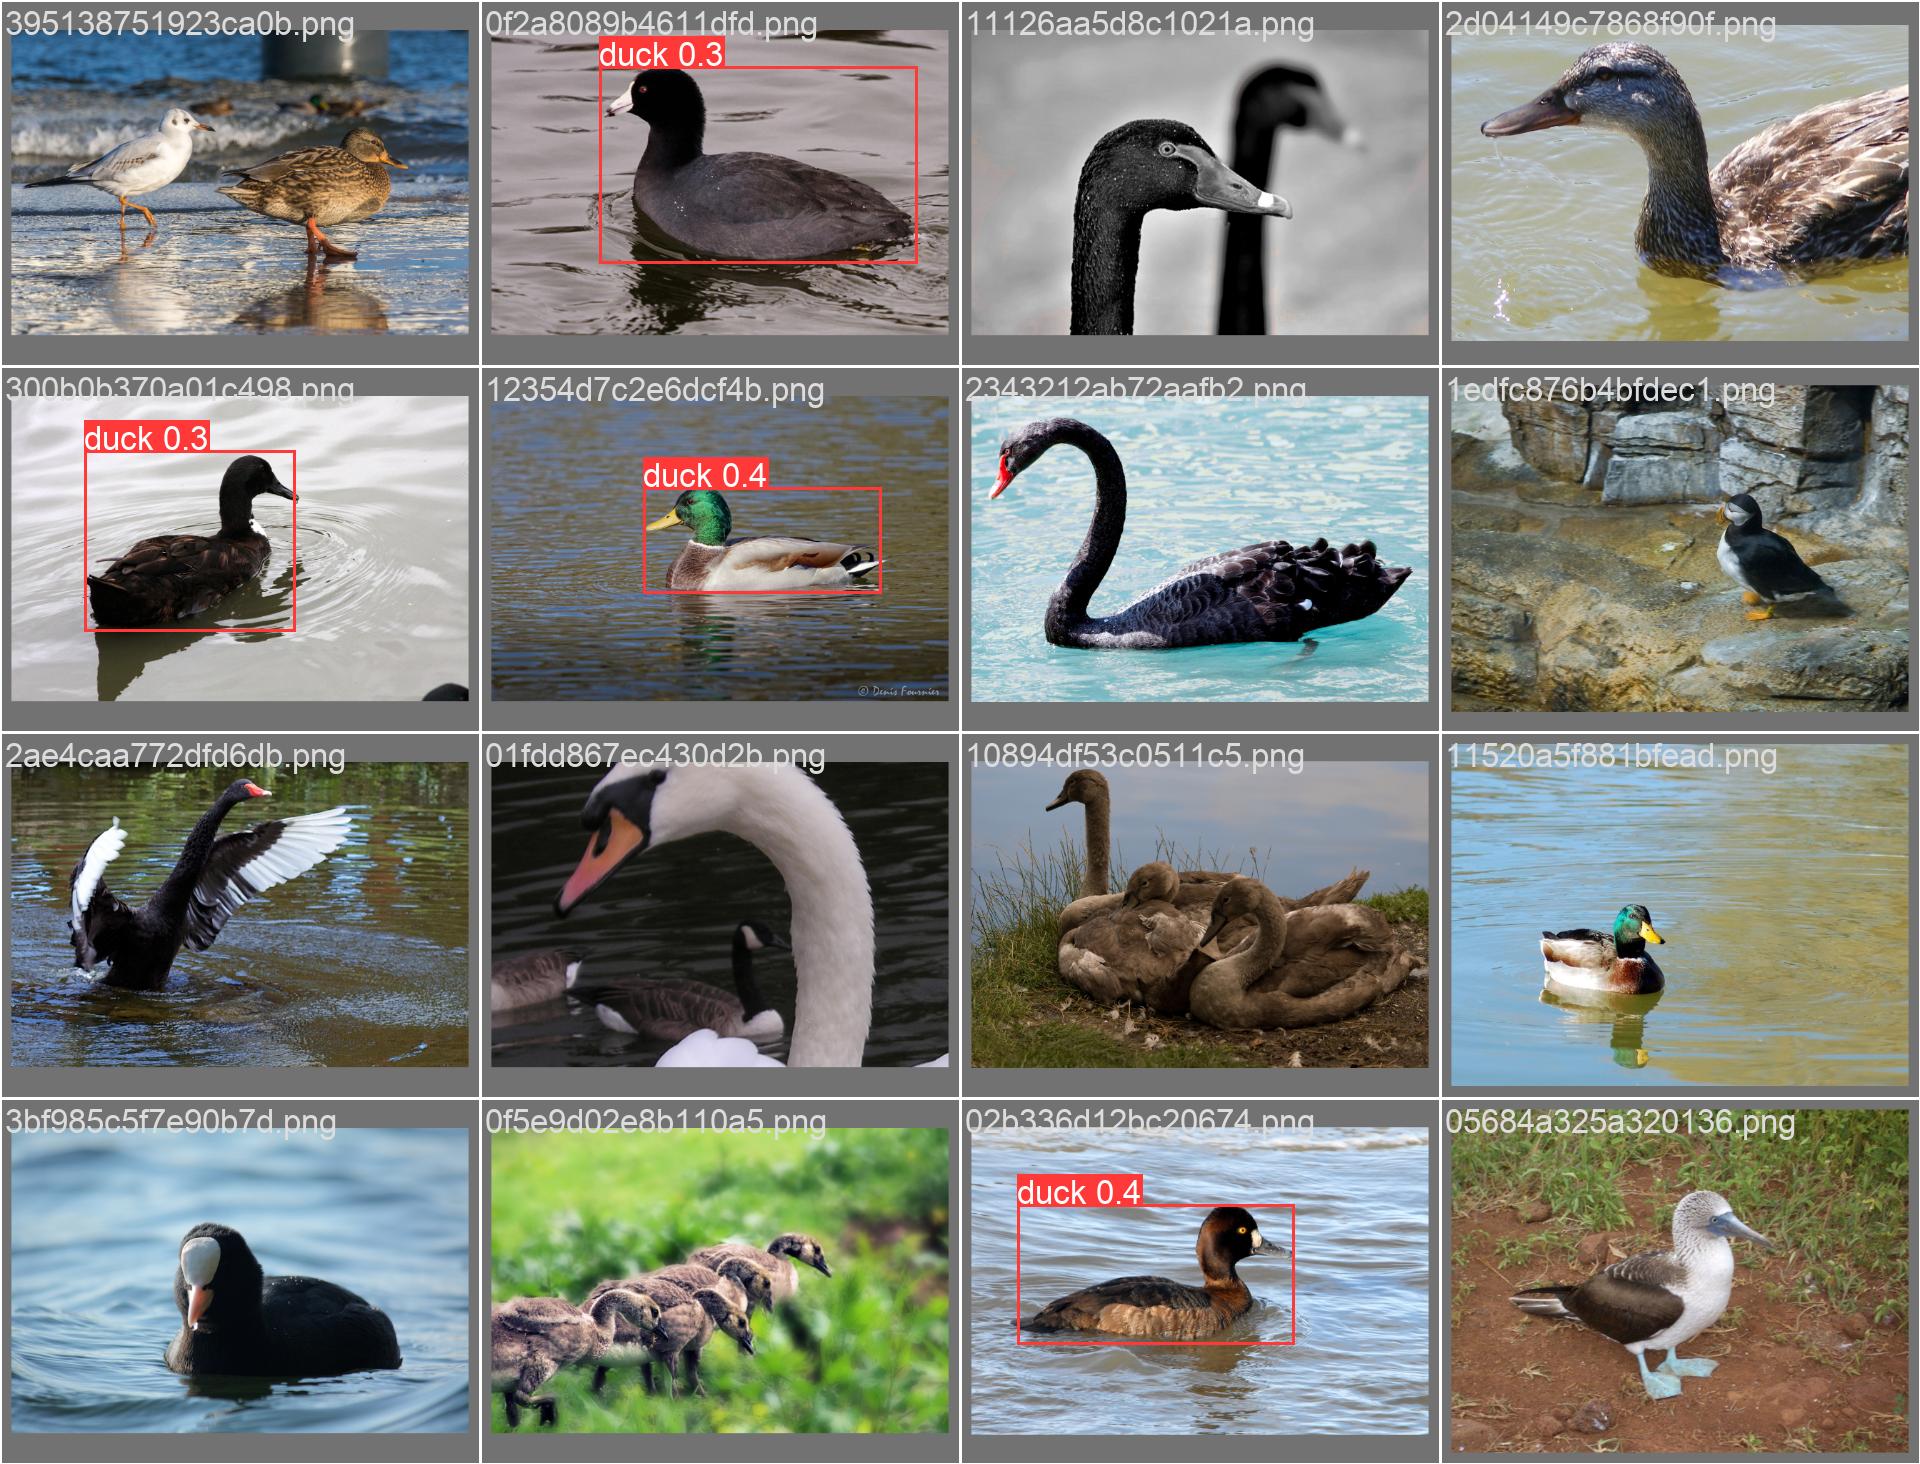 395138751923ca0b.png
0f2a8089b4611dfd.png
11126aa5d8c1021a.png
2d04149c7868f90f.png
duck 0.3
300b0b370a01c498.png
12354d7c2e6dcf4b.png
2343212ab72aafb2.png
1edfc876b4bfdec1.png
duck 0.3
duck 0.4
© Denis Fournier
2ae4caa772dfd6db.png
01fdd867ec430d2b.png
10894df53c0511c5.png
11520a5f881bfead.png
3bf985c5f7e90b7d.png
0f5e9d02e8b110a5.png
02b336d12bc20674.png
05684a325a320136.png
duck 0.4